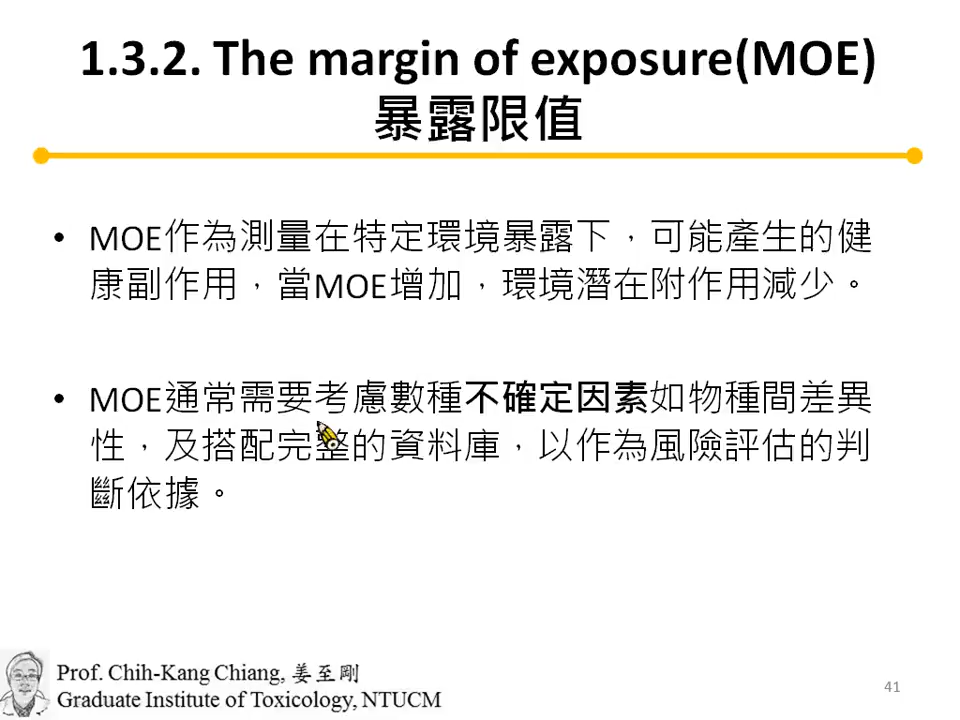 1.3.2. The margin of exposure(MOE)
暴露限值
• MOE作為測量在特定環境暴露下，可能產生的健
康副作用，當MOE增加，環境潛在附作用減少。
• MOE通常需要考慮數種不確定因素如物種間差異
性，及搭配完整的資料庫，以作為風險評估的判
斷依據。
Prof. Chih-Kang Chiang, 姜至剛
Graduate Institute of Toxicology, NTUCM
41